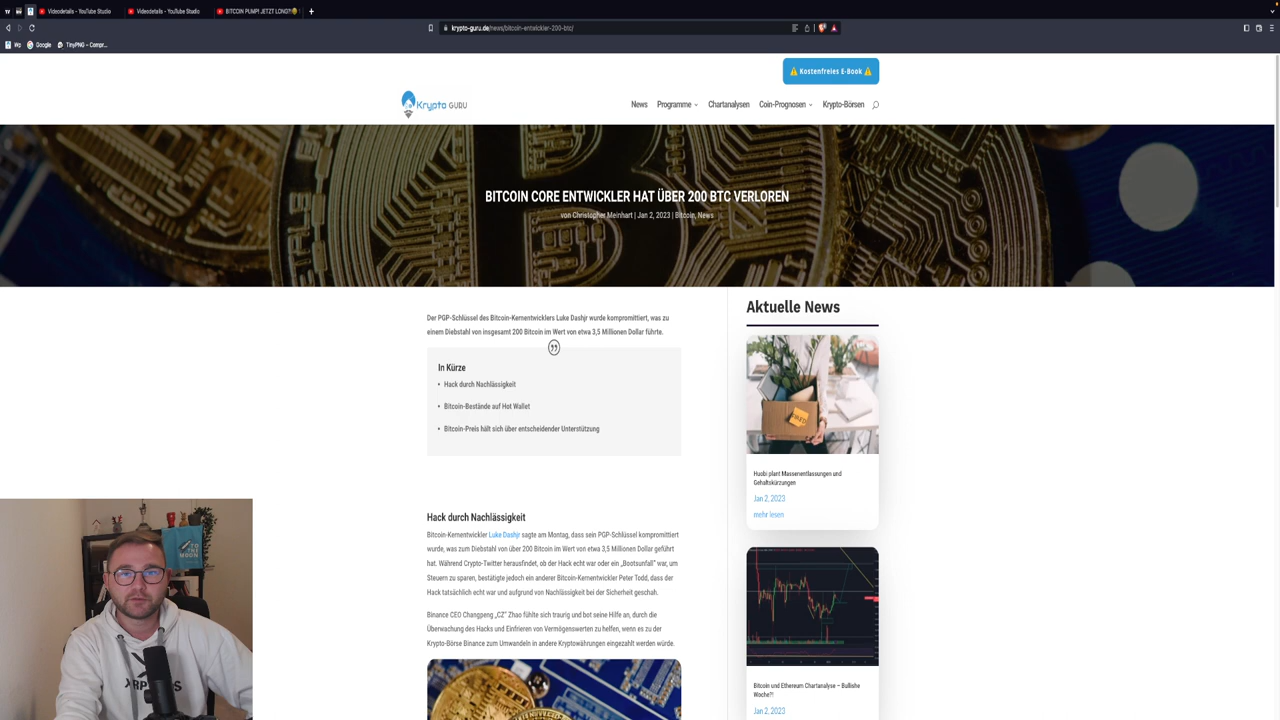 Videodetails - YouTube Studio
Videodetails - YouTube Studio
BITCOIN PUMP! JETZT LONG?!
krypto-guru.de/news/bitcoin-entwickler-200-btc/
Wp
Google
TinyPNG – Compr...
⚠️ Kostenfreies E-Book ⚠️
Krypto GURU
News
Programme
Chartanalysen
Coin-Prognosen
Krypto-Börsen
BITCOIN CORE ENTWICKLER HAT ÜBER 200 BTC VERLOREN
von Christopher Meinhart | Jan 2, 2023 | Bitcoin, News
Der PGP-Schlüssel des Bitcoin-Kernentwicklers Luke Dashjr wurde kompromittiert, was zu
einem Diebstahl von insgesamt 200 Bitcoin im Wert von etwa 3,5 Millionen Dollar führte.
In Kürze
• Hack durch Nachlässigkeit
• Bitcoin-Bestände auf Hot Wallet
• Bitcoin-Preis hält sich über entscheidender Unterstützung
Hack durch Nachlässigkeit
Bitcoin-Kernentwickler Luke Dashjr sagte am Montag, dass sein PGP-Schlüssel kompromittiert
wurde, was zum Diebstahl von über 200 Bitcoin im Wert von etwa 3,5 Millionen Dollar geführt
hat. Während Crypto-Twitter herausfindet, ob der Hack echt war oder ein „Bootsunfall" war, um
Steuern zu sparen, bestätigte jedoch ein anderer Bitcoin-Kernentwickler Peter Todd, dass der
Hack tatsächlich echt war und aufgrund von Nachlässigkeit bei der Sicherheit geschah.
Binance CEO Changpeng „CZ" Zhao fühlte sich traurig und bot seine Hilfe an, durch die
Überwachung des Hacks und Einfrieren von Vermögenswerten zu helfen, wenn es zu der
Krypto-Börse Binance zum Umwandeln in andere Kryptowährungen eingezahlt werden würde.
Aktuelle News
Huobi plant Massenentlassungen und
Gehaltskürzungen
Jan 2, 2023
mehr lesen
Bitcoin und Ethereum Chartanalyse – Bullishe
Woche?!
Jan 2, 2023
TO THE
MOON